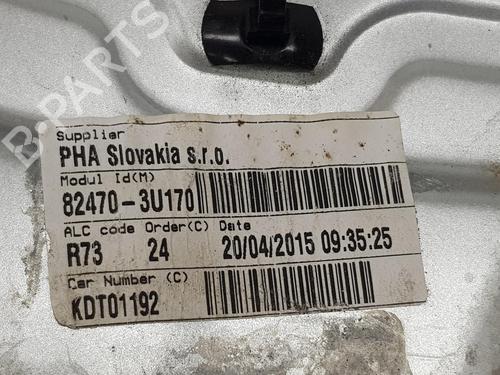 B-PARTS
Supplier
PHA Slovakia s.r.o.
Modul Id(M)
82470-3U170
ALC code Order(C) Date
R73 24 20/04/2015 09:35:25
Car Number (C)
KDT01192